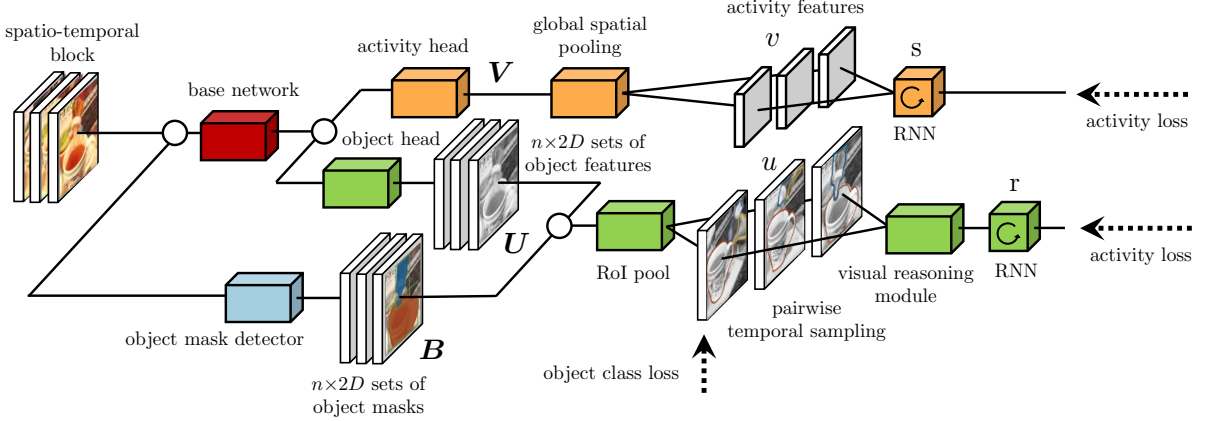 spatio-temporal
block
base network
activity head
V
global spatial
pooling
activity features
v
s
RNN
activity loss
object head
n×2D sets of
object features
U
RoI pool
u
pairwise
temporal sampling
visual reasoning
module
r
RNN
activity loss
object mask detector
B
n×2D sets of
object masks
object class loss